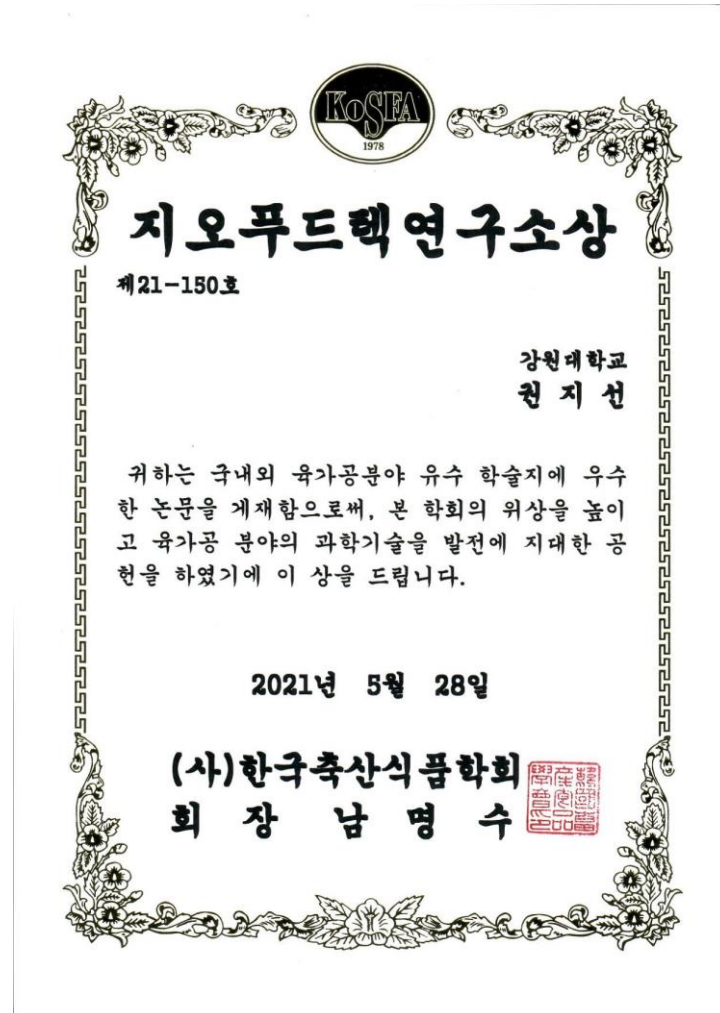 KoSFA
1978
지오푸드텍연구소상
제21-150호
강원대학교
권 지 선
귀하는 국내외 육가공분야 유수 학술지에 우수
한 논문을 게재함으로써, 본 학회의 위상을 높이
고 육가공 분야의 과학기술을 발전에 지대한 공
헌을 하였기에 이 상을 드립니다.
2021년 5월 28일
(사)한국축산식품학회
회 장 남 명 수